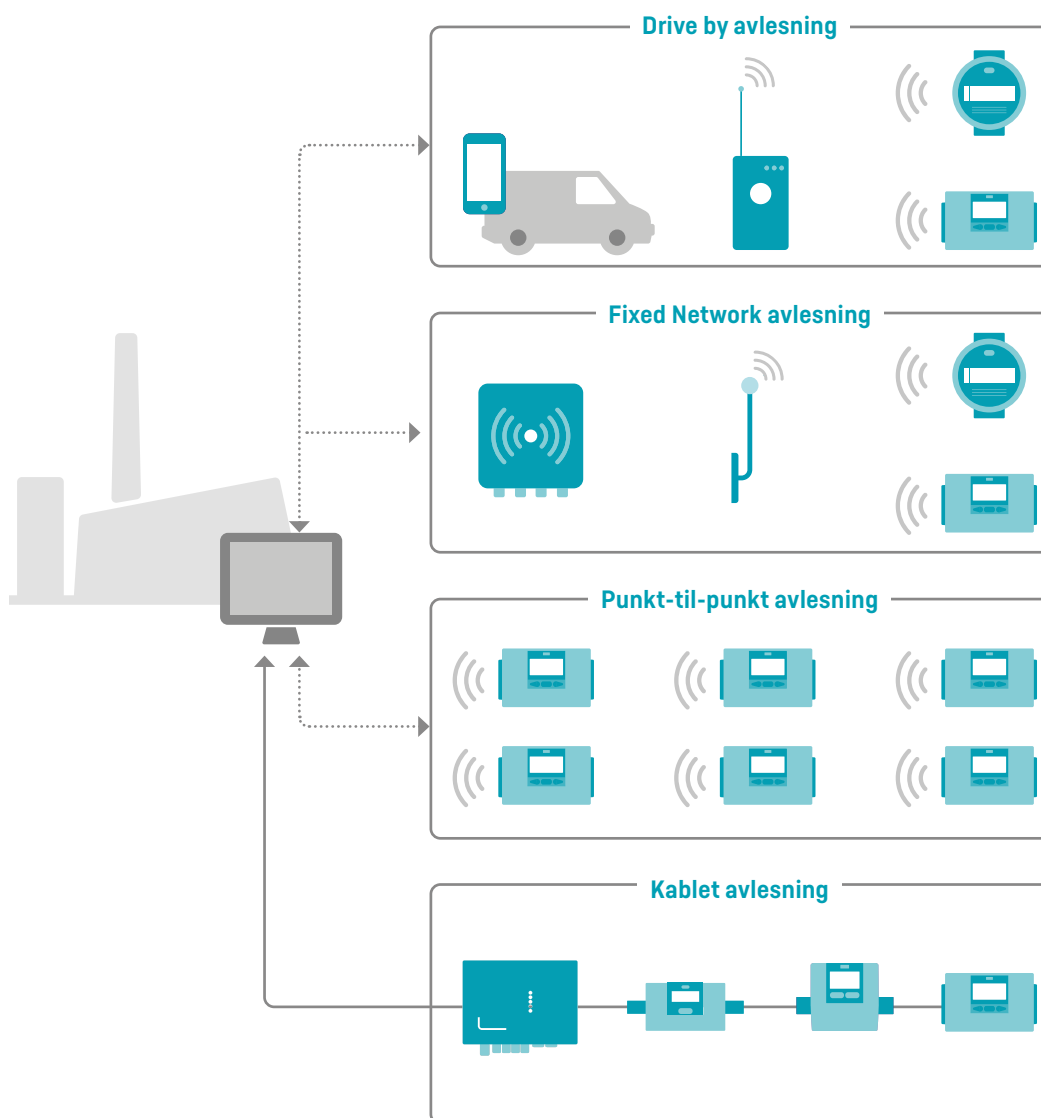 Drive by avlesning
Fixed Network avlesning
Punkt-til-punkt avlesning
Kablet avlesning